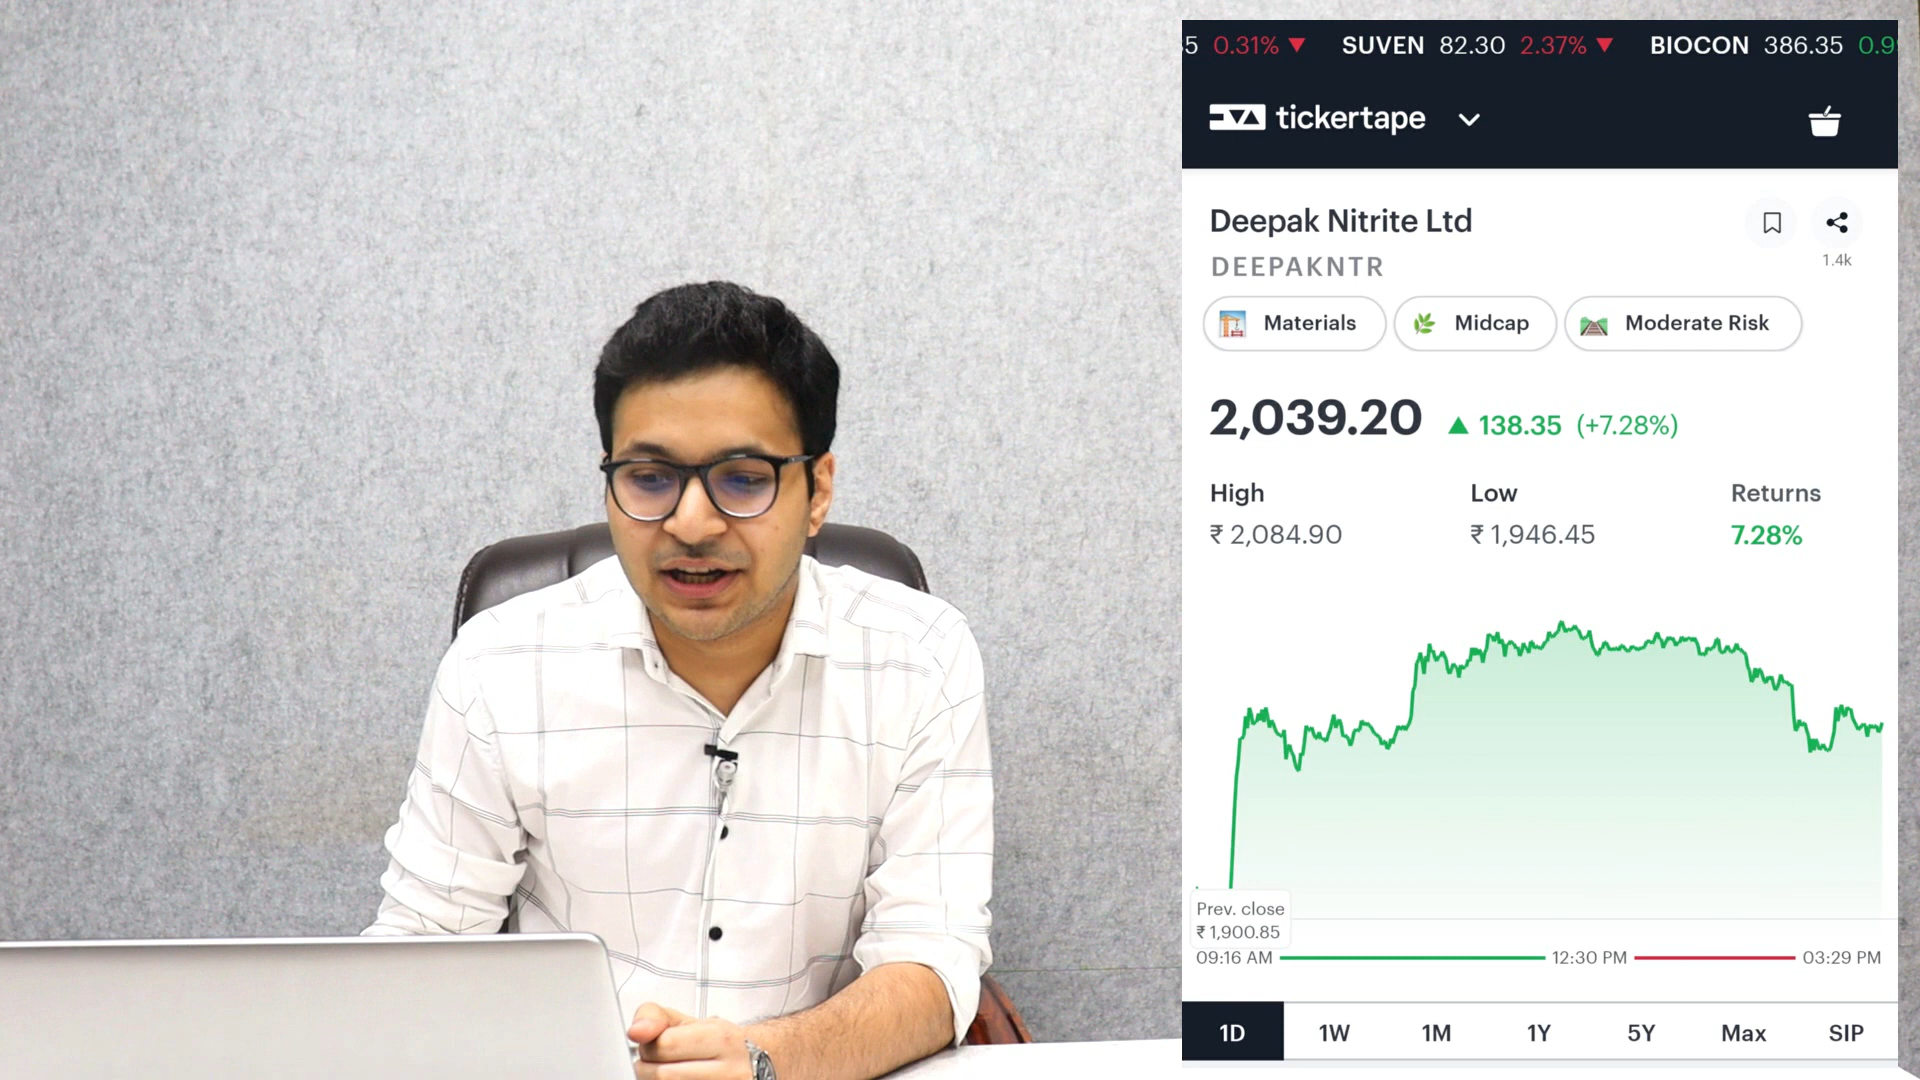 5 0.31% ▼ SUVEN 82.30 2.37% ▼ BIOCON 386.35 0.9
tickertape
Deepak Nitrite Ltd
DEEPAKNTR
1.4k
Materials Midcap Moderate Risk
2,039.20 ▲ 138.35 (+7.28%)
High Low Returns
₹ 2,084.90 ₹ 1,946.45 7.28%
Prev. close
₹ 1,900.85
09:16 AM 12:30 PM 03:29 PM
1D 1W 1M 1Y 5Y Max SIP